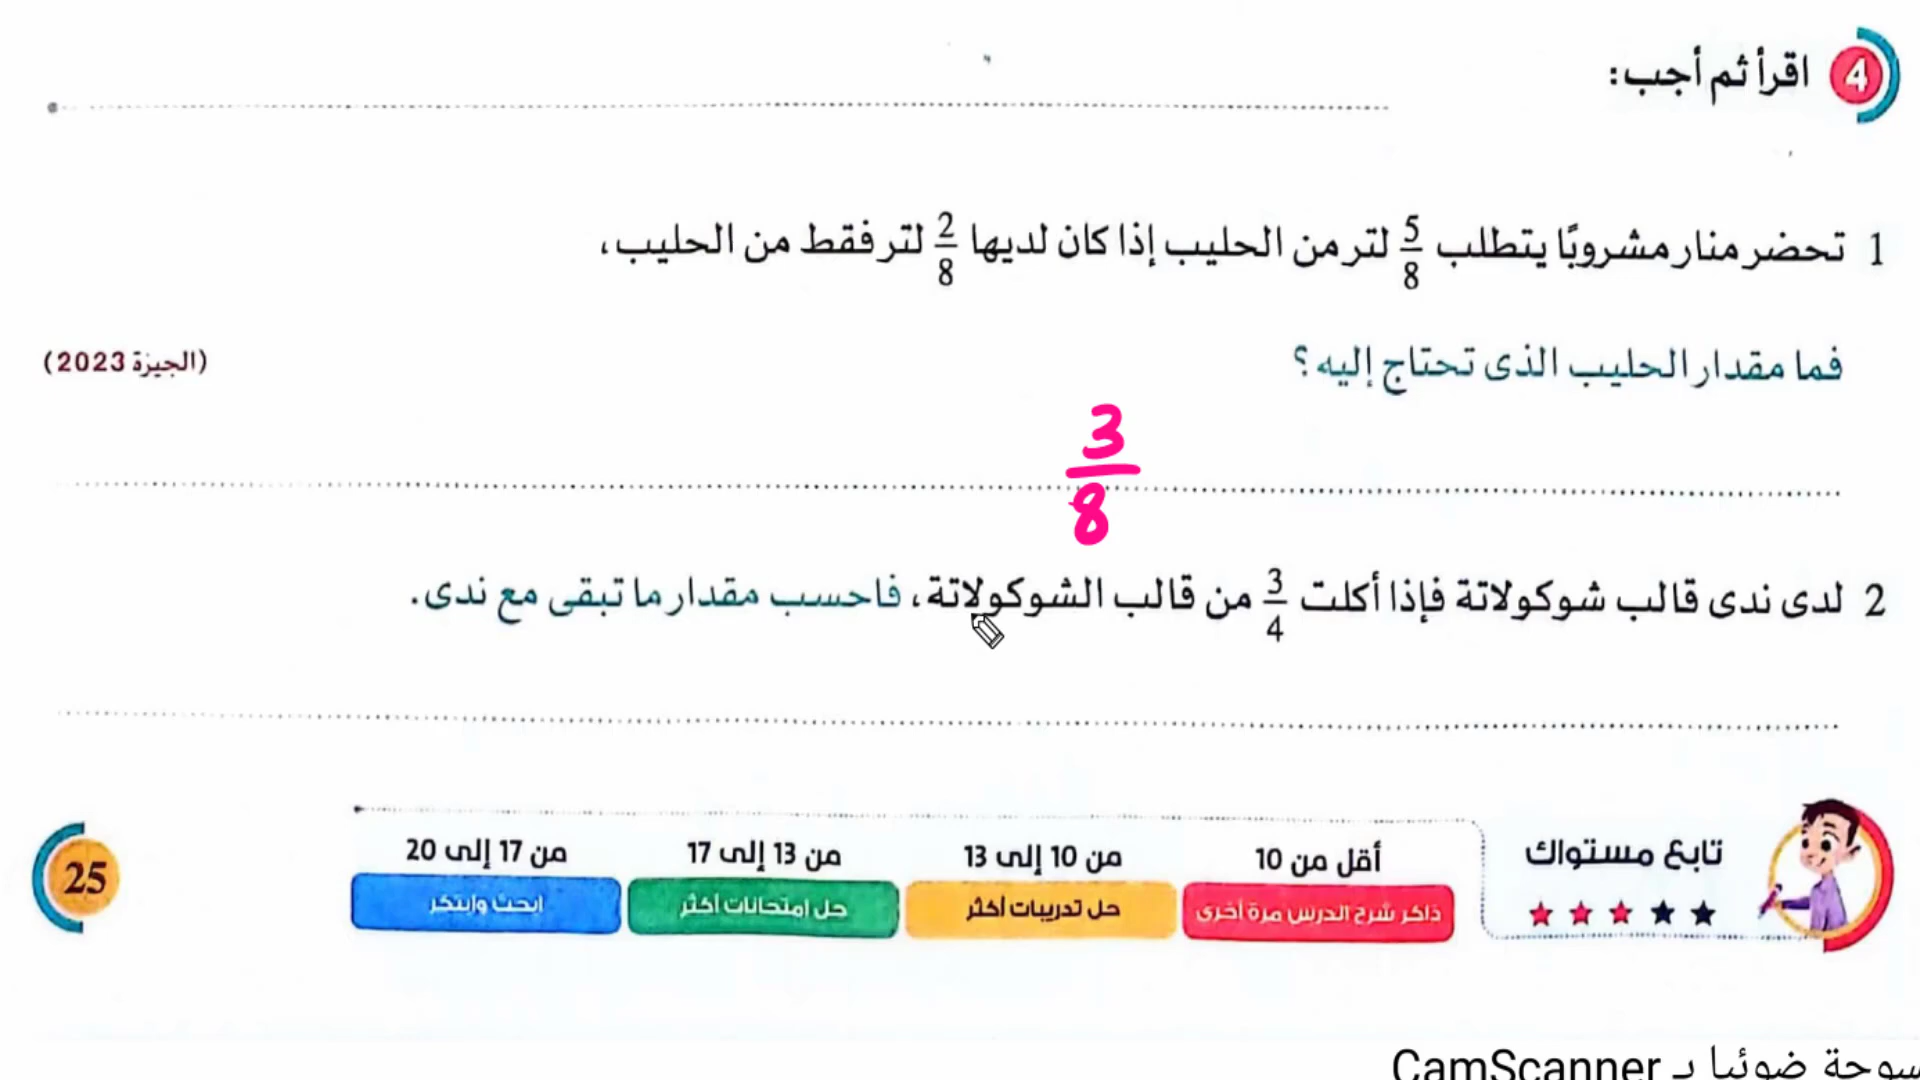 4 اقرأ ثم أجب:
1 تحضر منار مشروبًا يتطلب 5/8 لتر من الحليب إذا كان لديها 2/8 لتر فقط من الحليب،
فما مقدار الحليب الذى تحتاج إليه؟ (الجيزة 2023)
3/8
2 لدى ندى قالب شوكولاتة فإذا أكلت 3/4 من قالب الشوكولاتة، فاحسب مقدار ما تبقى مع ندى.
تابع مستواك
أقل من 10 من 10 إلى 13 من 13 إلى 17 من 17 إلى 20
ذاكر شرح الدرس مرة أخرى حل تدريبات أكثر حل امتحانات أكثر ابحث وابتكر
25
ضوئيا بـ CamScanner